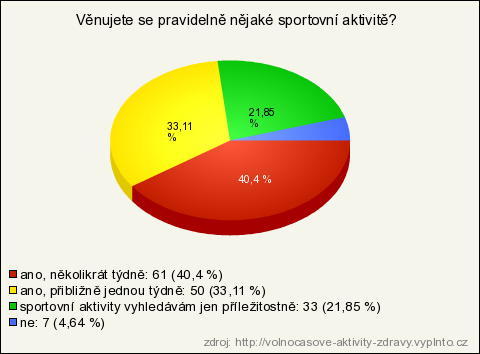 Věnujete se pravidelně nějaké sportovní aktivitě?
21,85
%
33,11
%
40,4 %
ano, několikrát týdně: 61 (40,4 %)
ano, přibližně jednou týdně: 50 (33,11 %)
sportovní aktivity vyhledávám jen příležitostně: 33 (21,85 %)
ne: 7 (4,64 %)
zdroj: http://volnocasove-aktivity-zdravy.vyplnto.cz